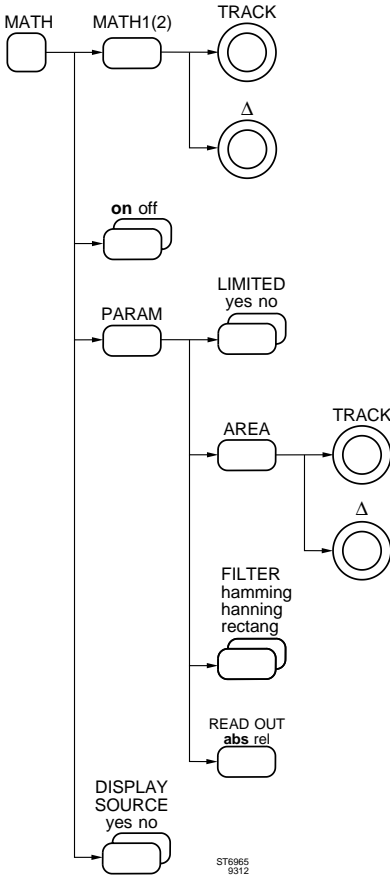 MATH
MATH1(2)
TRACK
Δ
on off
PARAM
LIMITED
yes no
AREA
TRACK
Δ
FILTER
hamming
hanning
rectang
READ OUT
abs rel
DISPLAY
SOURCE
yes no
ST6965
9312